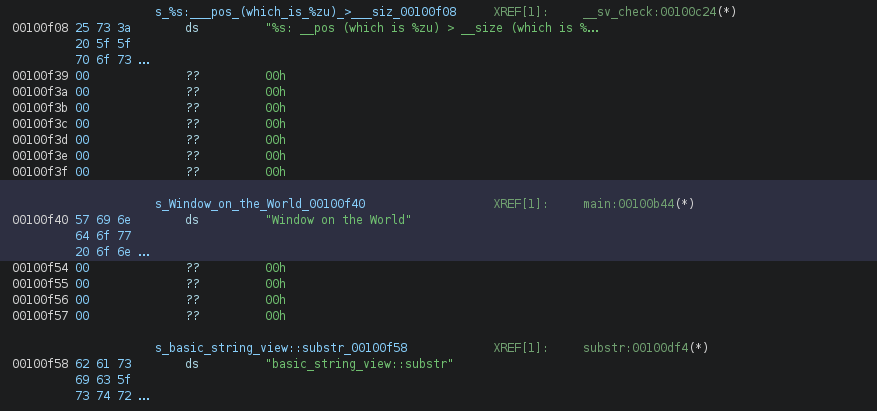 s_%s:___pos_(which_is_%zu)_>___siz_00100f08 XREF[1]: __sv_check:00100c24(*)
00100f08 25 73 3a ds "%s: __pos (which is %zu) > __size (which is %...
20 5f 5f
70 6f 73 ...
00100f39 00 ?? 00h
00100f3a 00 ?? 00h
00100f3b 00 ?? 00h
00100f3c 00 ?? 00h
00100f3d 00 ?? 00h
00100f3e 00 ?? 00h
00100f3f 00 ?? 00h
s_Window_on_the_World_00100f40 XREF[1]: main:00100b44(*)
00100f40 57 69 6e ds "Window on the World"
64 6f 77
20 6f 6e ...
00100f54 00 ?? 00h
00100f55 00 ?? 00h
00100f56 00 ?? 00h
00100f57 00 ?? 00h
s_basic_string_view::substr_00100f58 XREF[1]: substr:00100df4(*)
00100f58 62 61 73 ds "basic_string_view::substr"
69 63 5f
73 74 72 ...